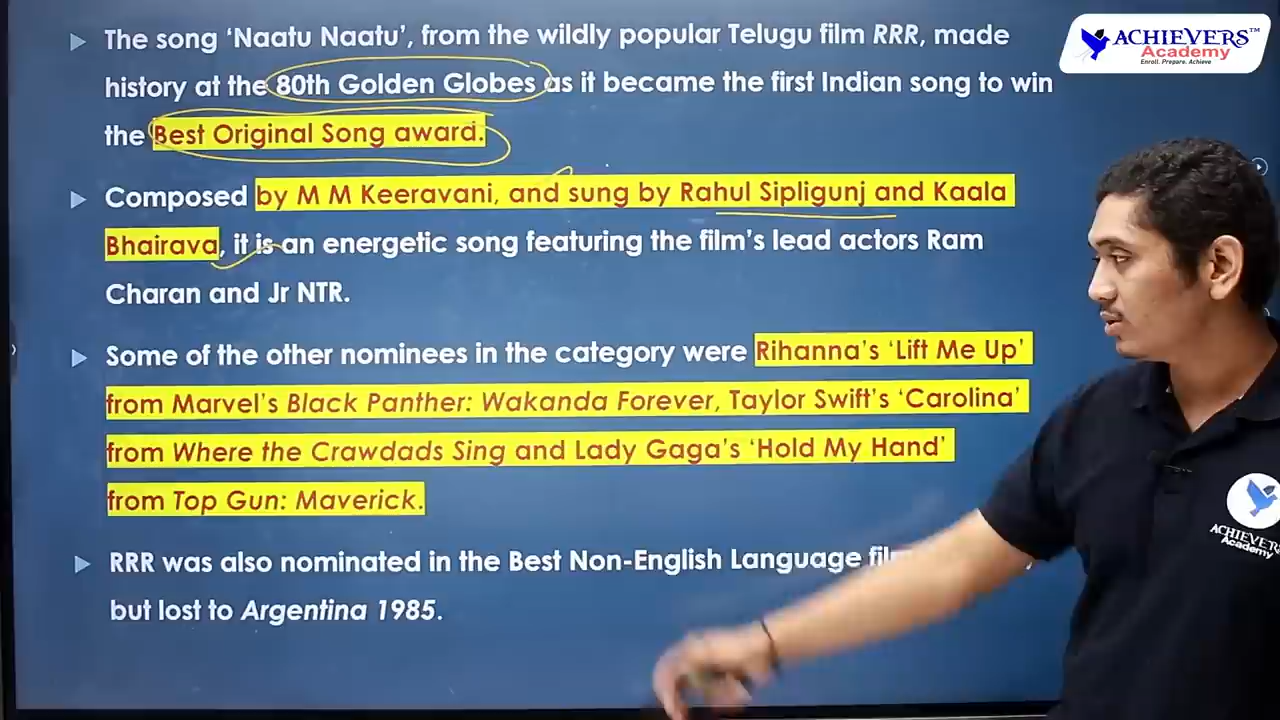 The song ‘Naatu Naatu’, from the wildly popular Telugu film RRR, made
history at the 80th Golden Globes as it became the first Indian song to win
the Best Original Song award.
Composed by M M Keeravani, and sung by Rahul Sipligunj and Kaala
Bhairava, it is an energetic song featuring the film’s lead actors Ram
Charan and Jr NTR.
Some of the other nominees in the category were Rihanna’s ‘Lift Me Up’
from Marvel’s Black Panther: Wakanda Forever, Taylor Swift’s ‘Carolina’
from Where the Crawdads Sing and Lady Gaga’s ‘Hold My Hand’
from Top Gun: Maverick.
RRR was also nominated in the Best Non-English Language
but lost to Argentina 1985.
ACHIEVERS™
Academy
Enroll. Prepare. Achieve
ACHIEVERS
Academy